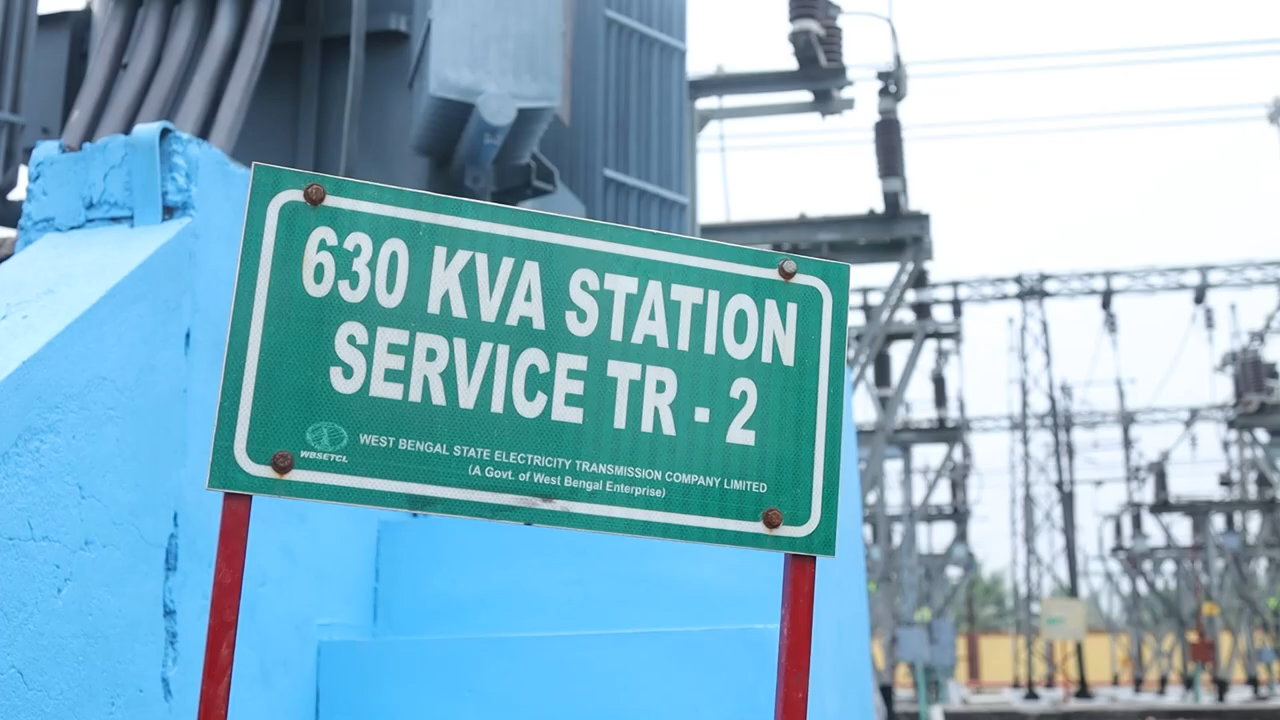 630 KVA STATION
SERVICE TR - 2
WBSETCL
WEST BENGAL STATE ELECTRICITY TRANSMISSION COMPANY LIMITED
(A Govt. of West Bengal Enterprise)